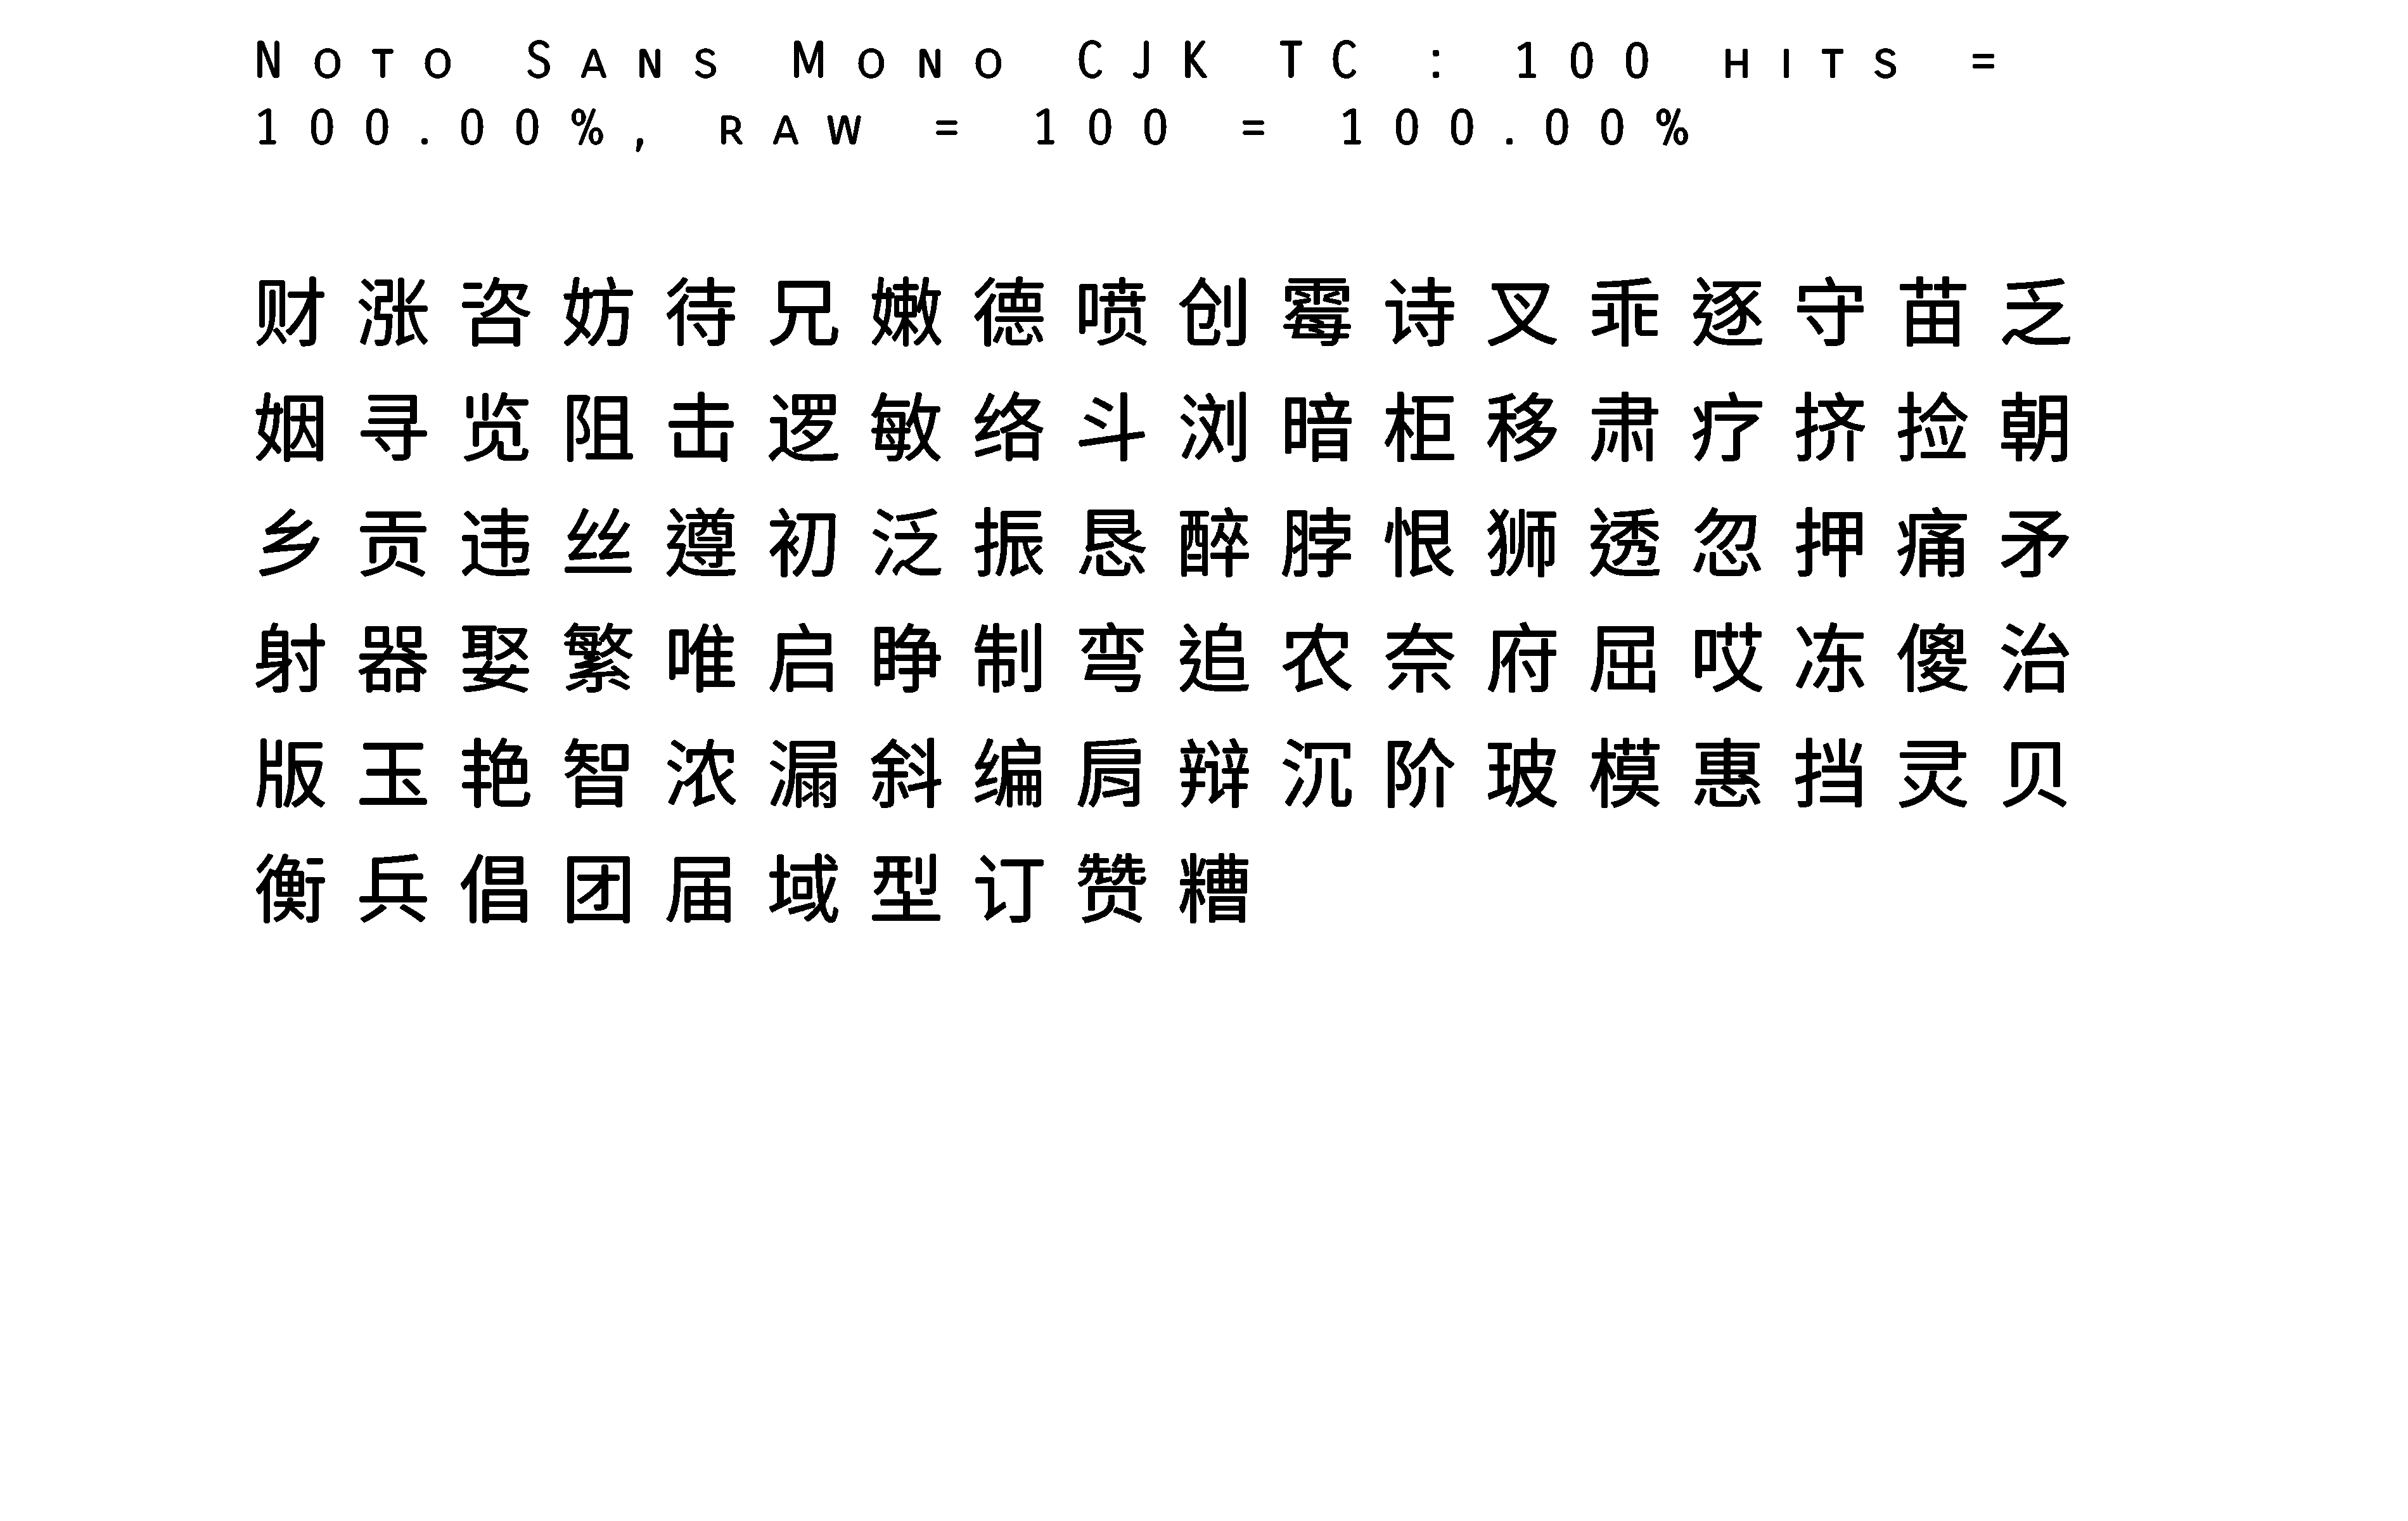 Noto Sans Mono CJK TC : 100 hits =
100.00%, raw = 100 = 100.00%
财涨咨妨待兄嫩德喷创霉诗叉乖逐守苗乏
姻寻览阻击逻敏络斗浏暗柜移肃疗挤捡朝
乡贡违丝遵初泛振恳醉脖恨狮透忽押痛矛
射器娶繁唯启睁制弯追农奈府屈哎冻傻治
版玉艳智浓漏斜编肩辩沉阶玻模惠挡灵贝
衡兵倡团届域型订赞糟